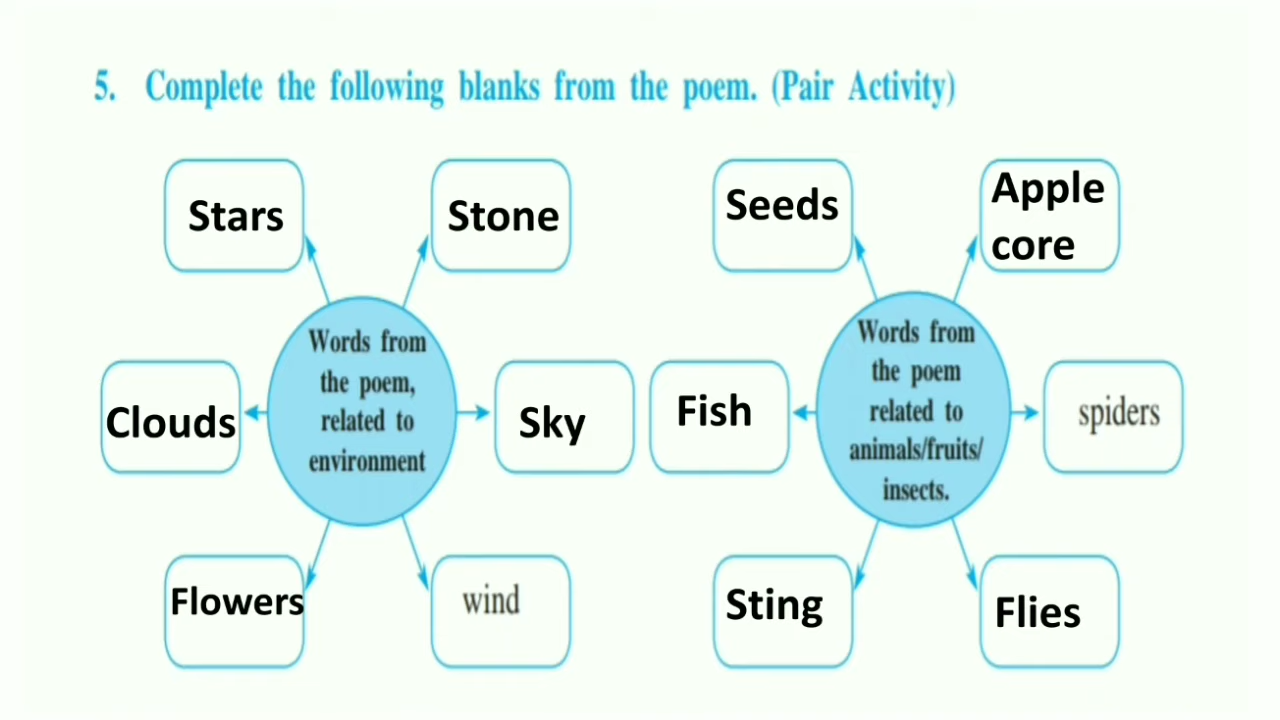 5. Complete the following blanks from the poem. (Pair Activity)
Stars
Stone
Clouds
Words from
the poem,
related to
environment
Sky
Flowers
wind
Seeds
Apple
core
Fish
Words from
the poem
related to
animals/fruits/
insects.
spiders
Sting
Flies